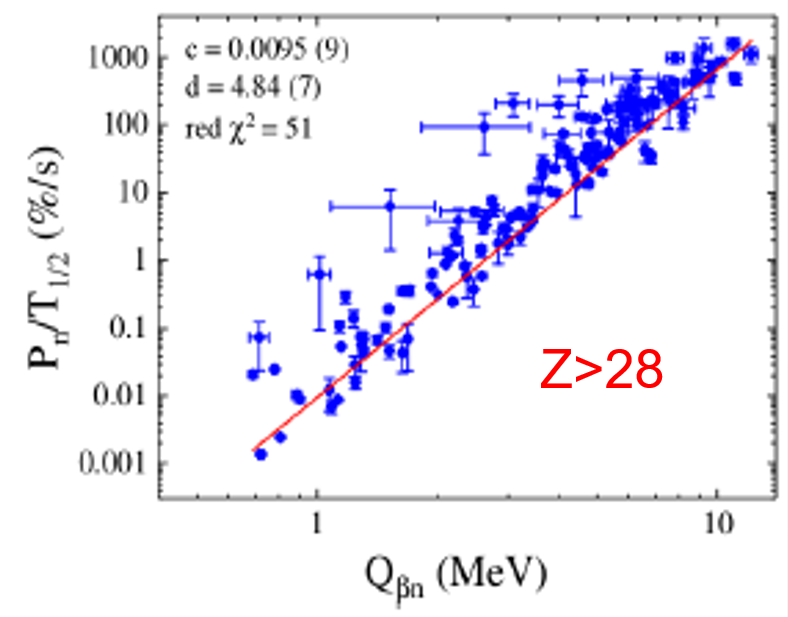 c = 0.0095 (9)
d = 4.84 (7)
red χ² = 51
Z>28
Pn/T1/2 (%/s)
1000
100
10
1
0.1
0.01
0.001
1
10
Qβn (MeV)